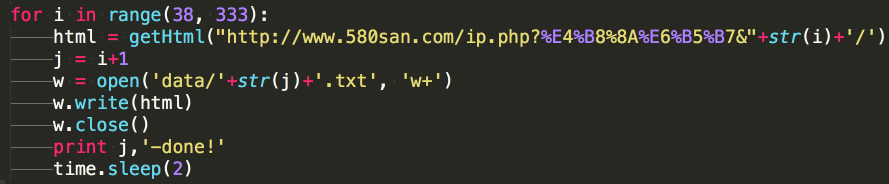 for i in range(38, 333):
    html = getHtml("http://www.580san.com/ip.php?%E4%B8%8A%E6%B5%B7&"+str(i)+'/')
    j = i+1
    w = open('data/'+str(j)+'.txt', 'w+')
    w.write(html)
    w.close()
    print j,'-done!'
    time.sleep(2)